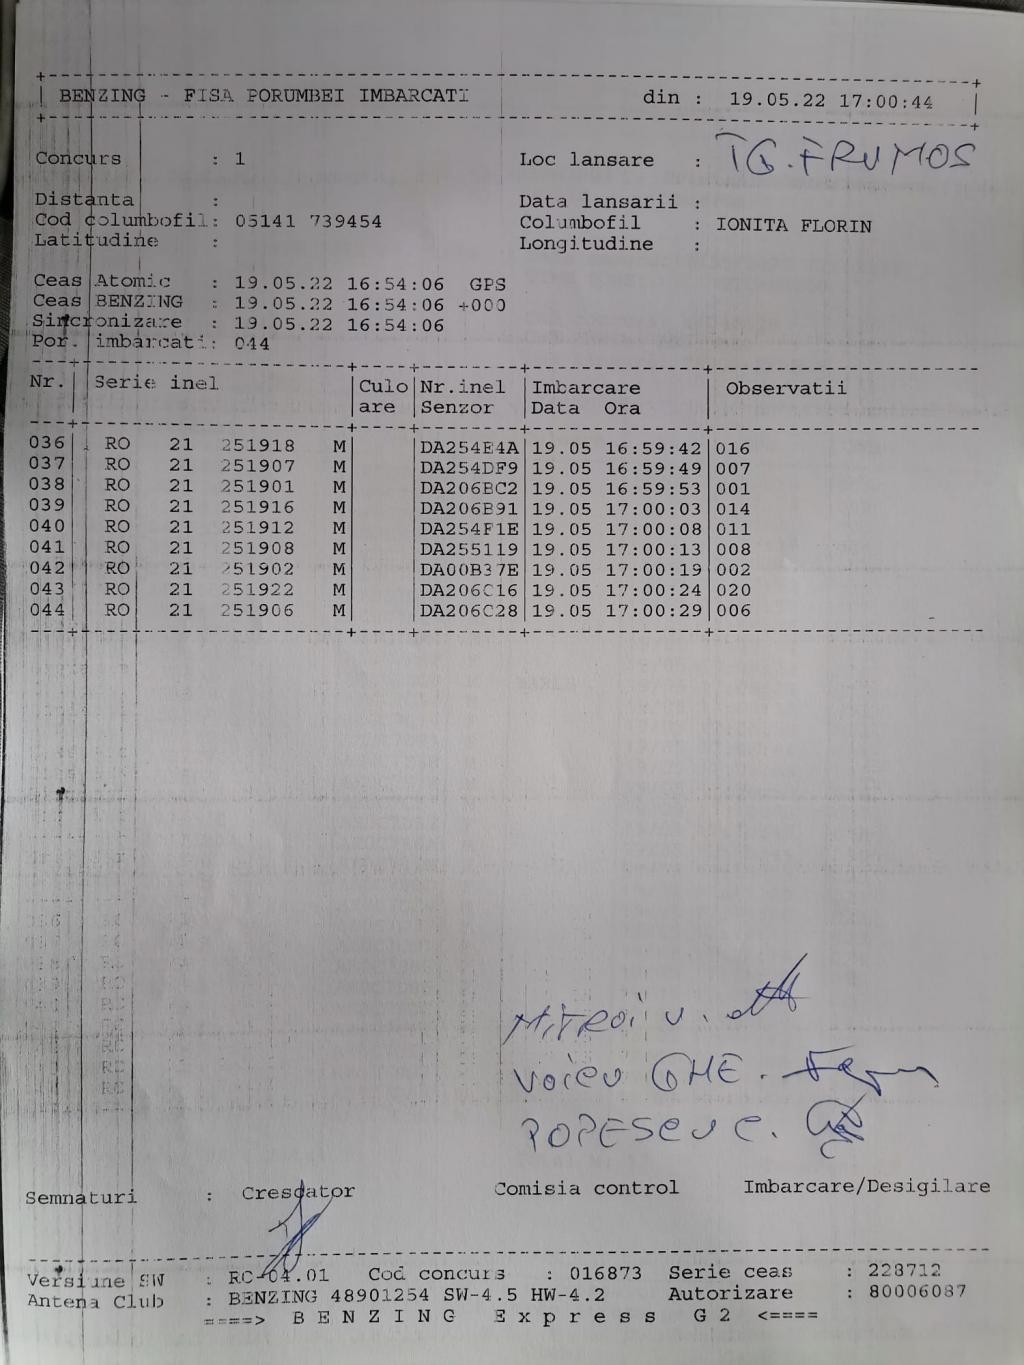 BENZING - FISA PORUMBEI IMBARCATI din : 19.05.22 17:00:44
Concurs : 1 Loc lansare : TG. FRUMOS
Distanta : Data lansarii :
Cod columbofil: 05141 739454 Columbofil : IONITA FLORIN
Latitudine : Longitudine :
Ceas Atomic : 19.05.22 16:54:06 GPS
Ceas BENZING : 19.05.22 16:54:06 +000
Sincronizare : 19.05.22 16:54:06
Por. imbarcati: 044
Nr. Serie inel Culo Nr.inel Imbarcare Observatii
are Senzor Data Ora
036 RO 21 251918 M DA254E4A 19.05 16:59:42 016
037 RO 21 251907 M DA254DF9 19.05 16:59:49 007
038 RO 21 251901 M DA206BC2 19.05 16:59:53 001
039 RO 21 251916 M DA206B91 19.05 17:00:03 014
040 RO 21 251912 M DA254F1E 19.05 17:00:08 011
041 RO 21 251908 M DA255119 19.05 17:00:13 008
042 RO 21 251902 M DA00B37E 19.05 17:00:19 002
043 RO 21 251922 M DA206C16 19.05 17:00:24 020
044 RO 21 251906 M DA206C28 19.05 17:00:29 006
MITROI V.
VOICU GHE.
POPESCU C.
Semnaturi : Crescator Comisia control Imbarcare/Desigilare
Versiune SW : RC-04.01 Cod concurs : 016873 Serie ceas : 223712
Antena Club : BENZING 48901254 SW-4.5 HW-4.2 Autorizare : 80006087
====> B E N Z I N G E x p r e s s G 2 <====